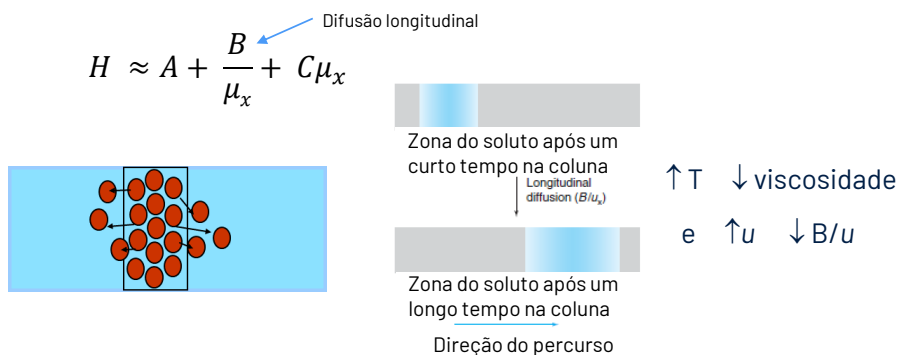 Difusão longitudinal
H ≈ A + B/μₓ + Cμₓ
Zona do soluto após um
curto tempo na coluna
Longitudinal
diffusion (B/uₓ)
Zona do soluto após um
longo tempo na coluna
Direção do percurso
↑ T ↓ viscosidade
e ↑u ↓ B/u